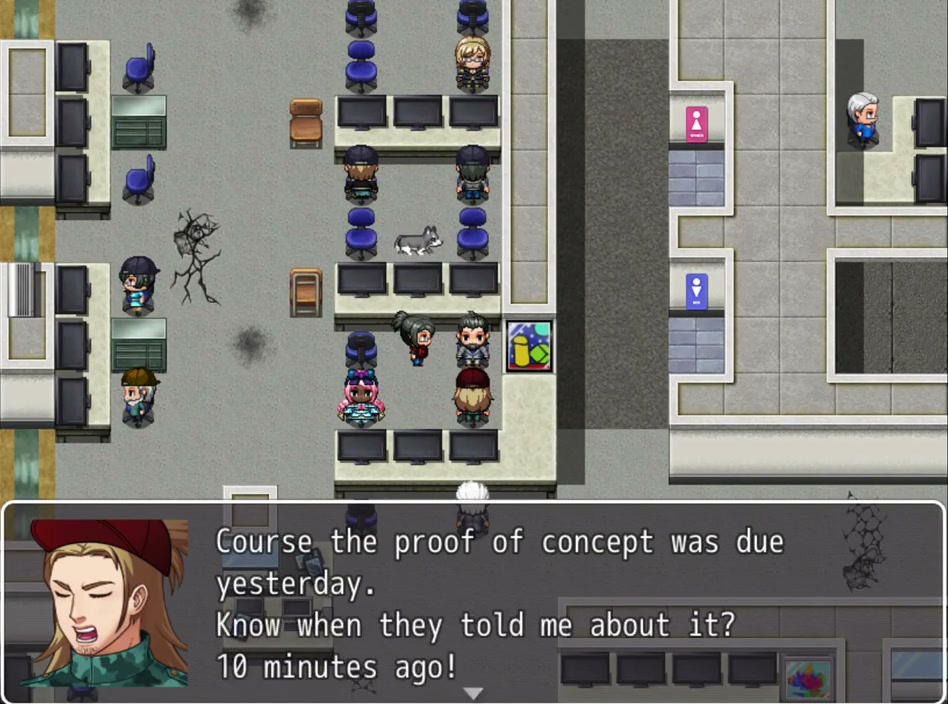 Course the proof of concept was due
yesterday.
Know when they told me about it?
10 minutes ago!